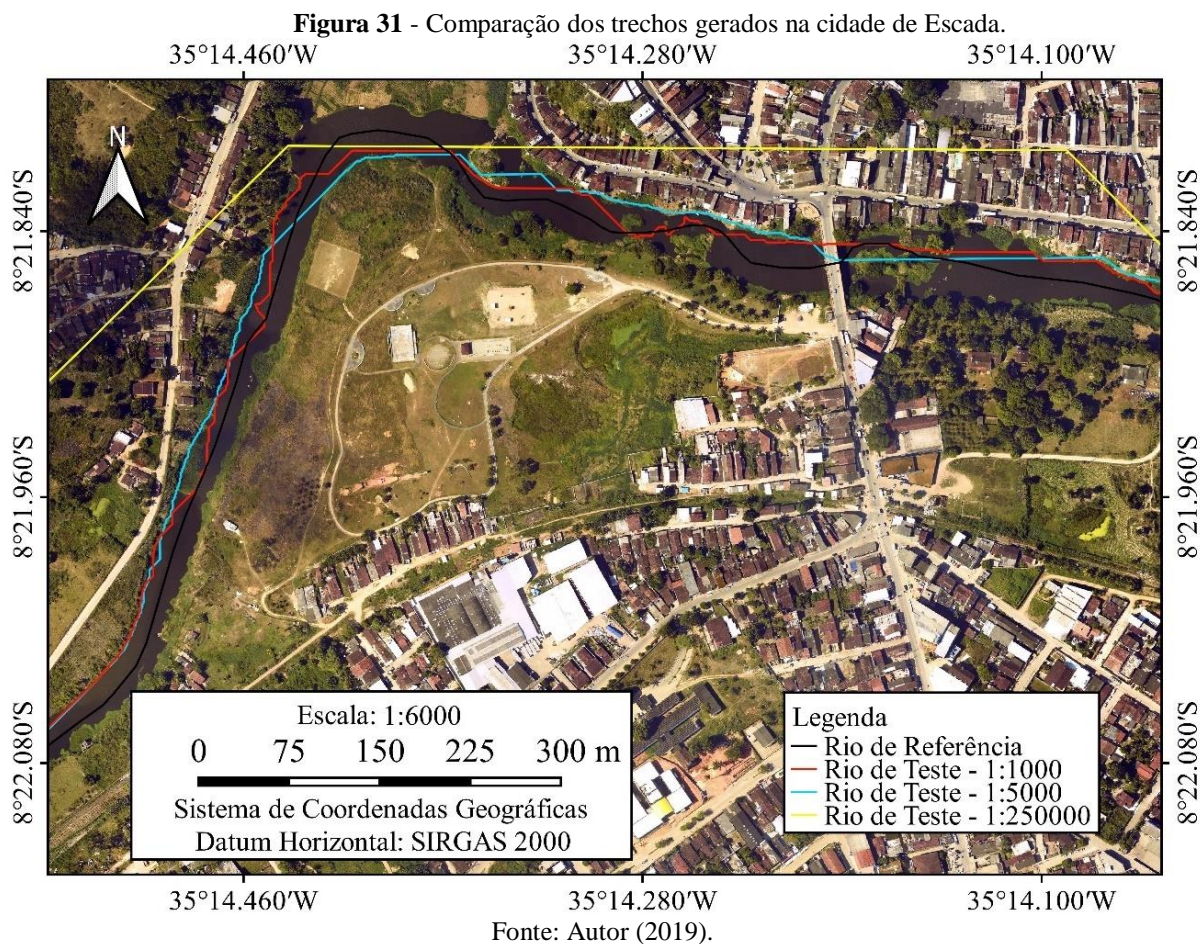 Figura 31 - Comparação dos trechos gerados na cidade de Escada.
35°14.460′W 35°14.280′W 35°14.100′W
N
8°21.840′S 8°21.840′S
8°21.960′S 8°21.960′S
8°22.080′S 8°22.080′S
Escala: 1:6000
0 75 150 225 300 m
Sistema de Coordenadas Geográficas
Datum Horizontal: SIRGAS 2000
Legenda
Rio de Referência
Rio de Teste - 1:1000
Rio de Teste - 1:5000
Rio de Teste - 1:250000
35°14.460′W 35°14.280′W 35°14.100′W
Fonte: Autor (2019).